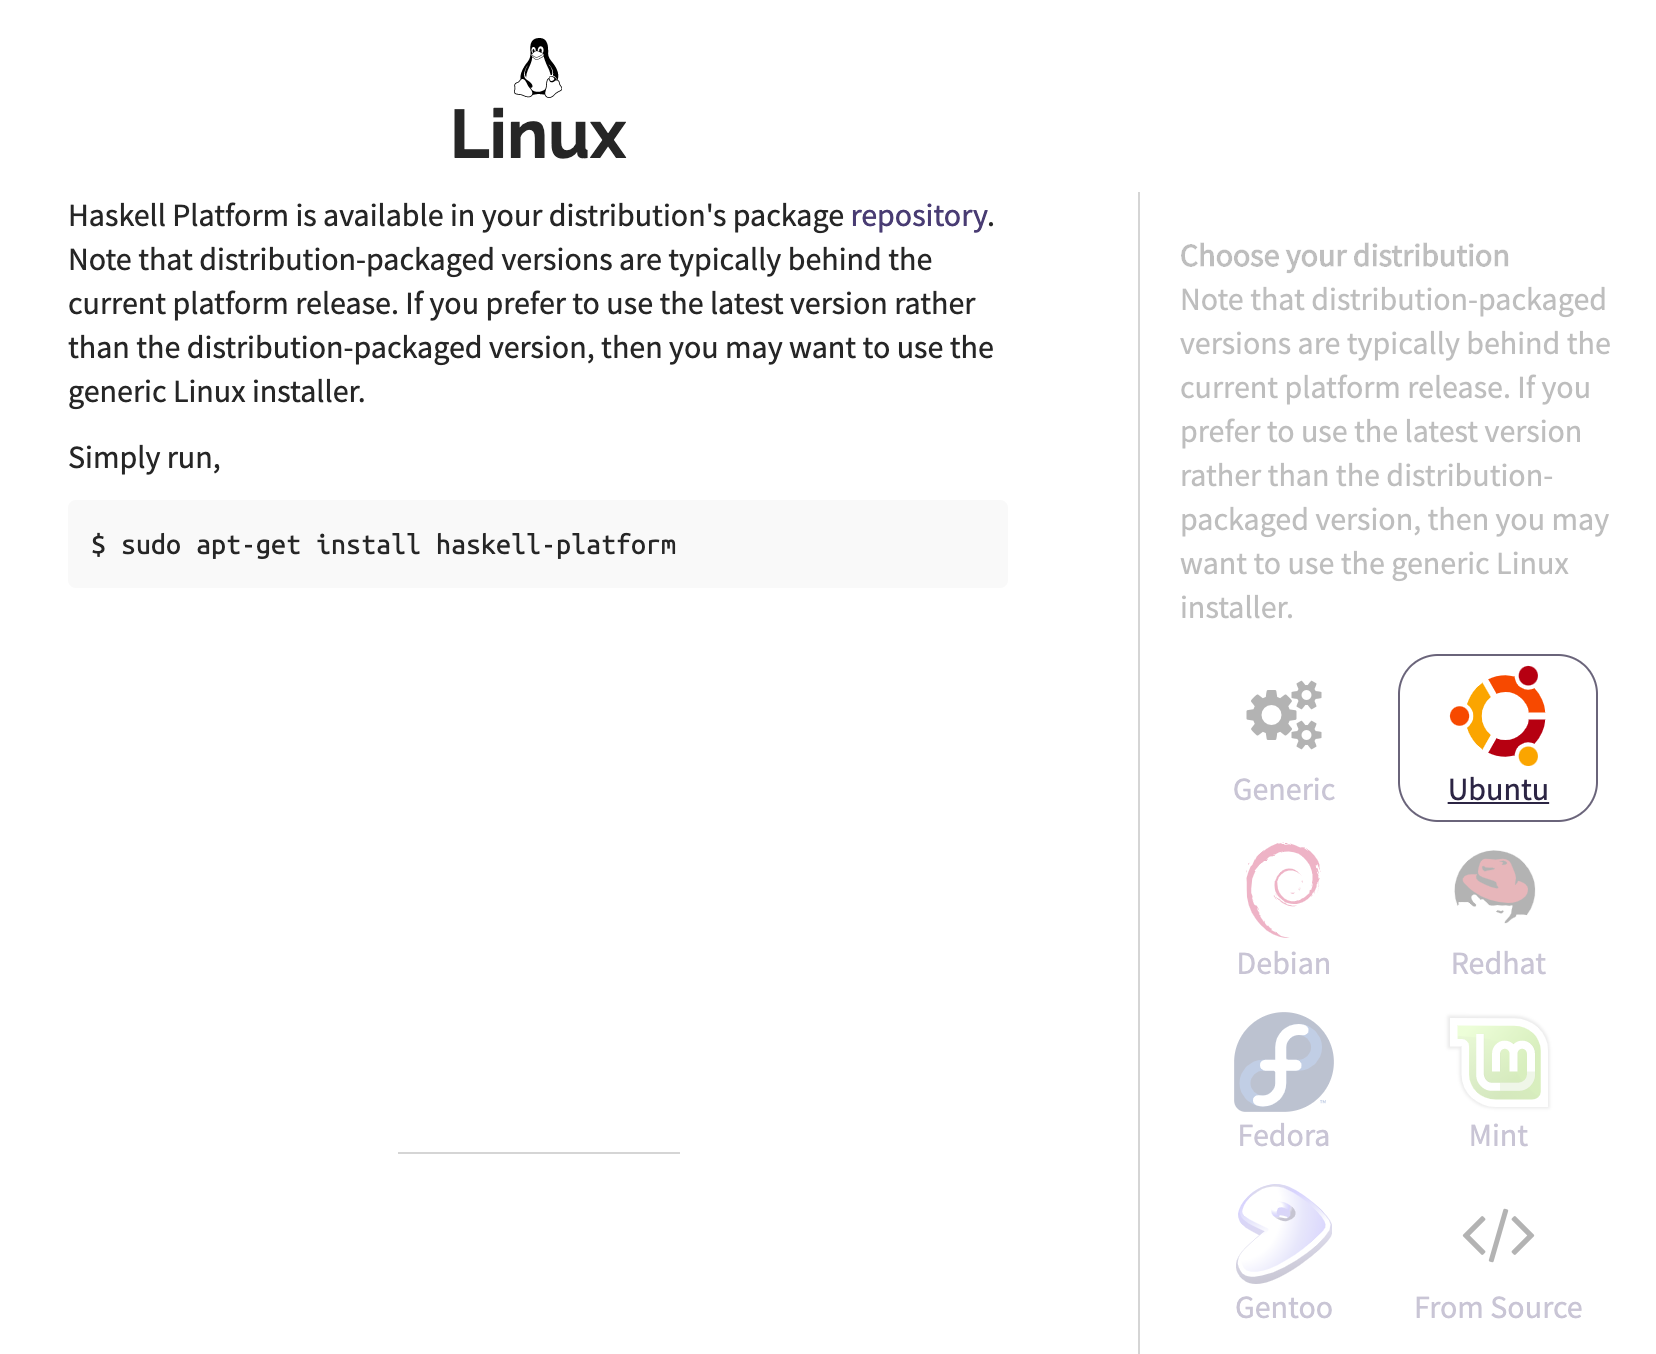 Linux
Haskell Platform is available in your distribution's package repository.
Note that distribution-packaged versions are typically behind the
current platform release. If you prefer to use the latest version rather
than the distribution-packaged version, then you may want to use the
generic Linux installer.
Simply run,
$ sudo apt-get install haskell-platform
Choose your distribution
Note that distribution-packaged
versions are typically behind the
current platform release. If you
prefer to use the latest version
rather than the distribution-
packaged version, then you may
want to use the generic Linux
installer.
Generic
Ubuntu
Debian
Redhat
Fedora
Mint
Gentoo
From Source